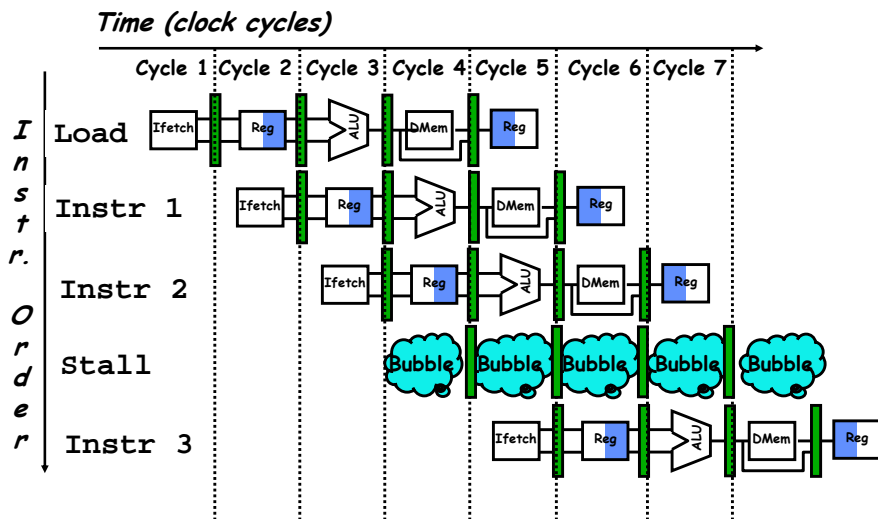 Time (clock cycles)
Cycle 1 Cycle 2 Cycle 3 Cycle 4 Cycle 5 Cycle 6 Cycle 7
Instr. Order
Load Ifetch Reg ALU DMem Reg
Instr 1 Ifetch Reg ALU DMem Reg
Instr 2 Ifetch Reg ALU DMem Reg
Stall Bubble Bubble Bubble Bubble Bubble
Instr 3 Ifetch Reg ALU DMem Reg